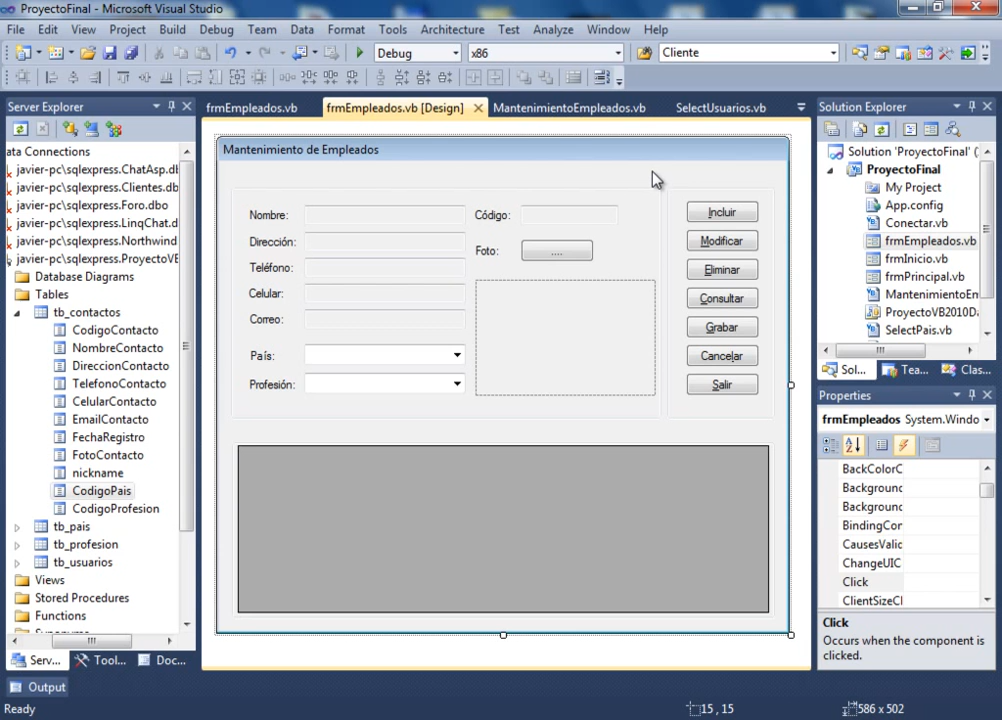 ProyectoFinal - Microsoft Visual Studio
File Edit View Project Build Debug Team Data Format Tools Architecture Test Analyze Window Help
Debug x86 Cliente
Server Explorer
frmEmpleados.vb frmEmpleados.vb [Design] MantenimientoEmpleados.vb SelectUsuarios.vb
Solution Explorer
ata Connections
javier-pc\sqlexpress.ChatAsp.db
javier-pc\sqlexpress.Clientes.db
javier-pc\sqlexpress.Foro.dbo
javier-pc\sqlexpress.LinqChat.d
javier-pc\sqlexpress.Northwind
javier-pc\sqlexpress.ProyectoVB
Database Diagrams
Tables
tb_contactos
CodigoContacto
NombreContacto
DireccionContacto
TelefonoContacto
CelularContacto
EmailContacto
FechaRegistro
FotoContacto
nickname
CodigoPais
CodigoProfesion
tb_pais
tb_profesion
tb_usuarios
Views
Stored Procedures
Functions
Serv... Tool... Doc...
Mantenimiento de Empleados
Nombre: Código:
Dirección:
Foto: ....
Teléfono:
Celular:
Correo:
País:
Profesión:
Incluir
Modificar
Eliminar
Consultar
Grabar
Cancelar
Salir
Solution 'ProyectoFinal' (
ProyectoFinal
My Project
App.config
Conectar.vb
frmEmpleados.vb
frmInicio.vb
frmPrincipal.vb
MantenimientoEm
ProyectoVB2010Da
SelectPais.vb
Sol... Tea... Clas...
Properties
frmEmpleados System.Windo
BackColorC
Background
Background
BindingCon
CausesValid
ChangeUIC
Click
ClientSizeCl
Click
Occurs when the component is
clicked.
Output
Ready 15 , 15 586 x 502